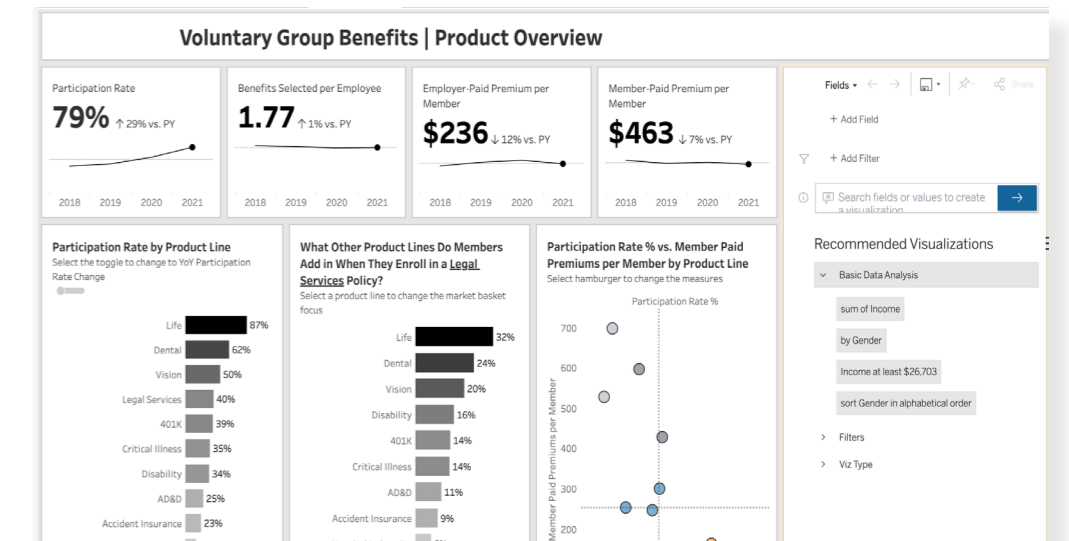 Voluntary Group Benefits | Product Overview
Participation Rate
79% ↑ 29% vs. PY
2018 2019 2020 2021
Benefits Selected per Employee
1.77 ↑ 1% vs. PY
2018 2019 2020 2021
Employer-Paid Premium per
Member
$236 ↓ 12% vs. PY
2018 2019 2020 2021
Member-Paid Premium per
Member
$463 ↓ 7% vs. PY
2018 2019 2020 2021
Participation Rate by Product Line
Select the toggle to change to YoY Participation
Rate Change
Life 87%
Dental 62%
Vision 50%
Legal Services 40%
401K 39%
Critical Illness 35%
Disability 34%
AD&D 25%
Accident Insurance 23%
What Other Product Lines Do Members
Add in When They Enroll in a Legal
Services Policy?
Select a product line to change the market basket
focus
Life 32%
Dental 24%
Vision 20%
Disability 16%
401K 14%
Critical Illness 14%
AD&D 11%
Accident Insurance 9%
Participation Rate % vs. Member Paid
Premiums per Member by Product Line
Select hamburger to change the measures
Participation Rate %
Member Paid Premiums per Member
700
600
500
400
300
200
Fields
Share
+ Add Field
+ Add Filter
Search fields or values to create
a visualization
Recommended Visualizations
Basic Data Analysis
sum of Income
by Gender
Income at least $26,703
sort Gender in alphabetical order
Filters
Viz Type